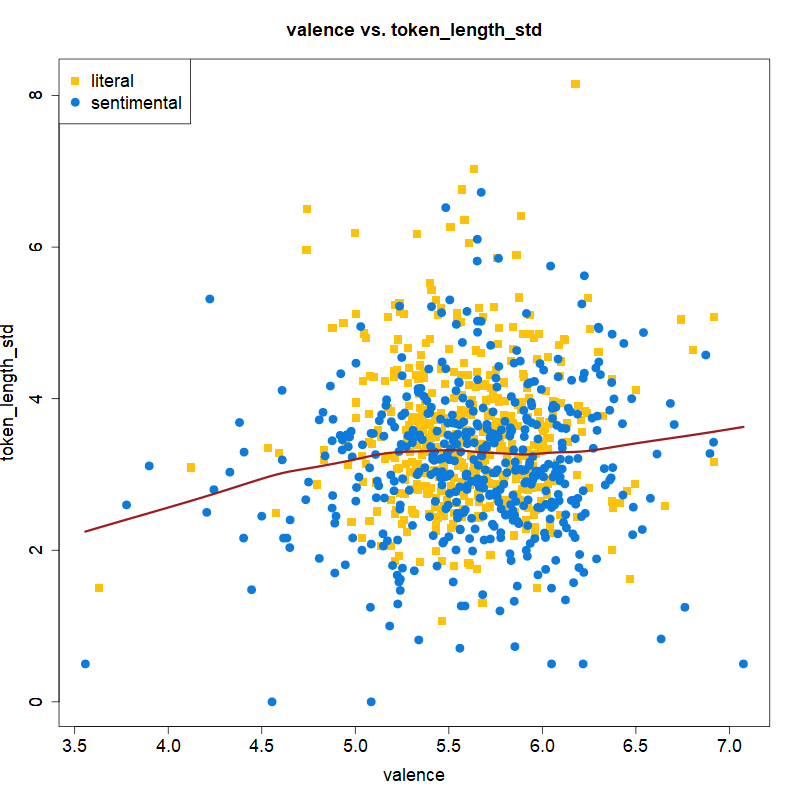 valence vs. token_length_std
literal
sentimental
token_length_std
8
6
4
2
0
3.5 4.0 4.5 5.0 5.5 6.0 6.5 7.0
valence